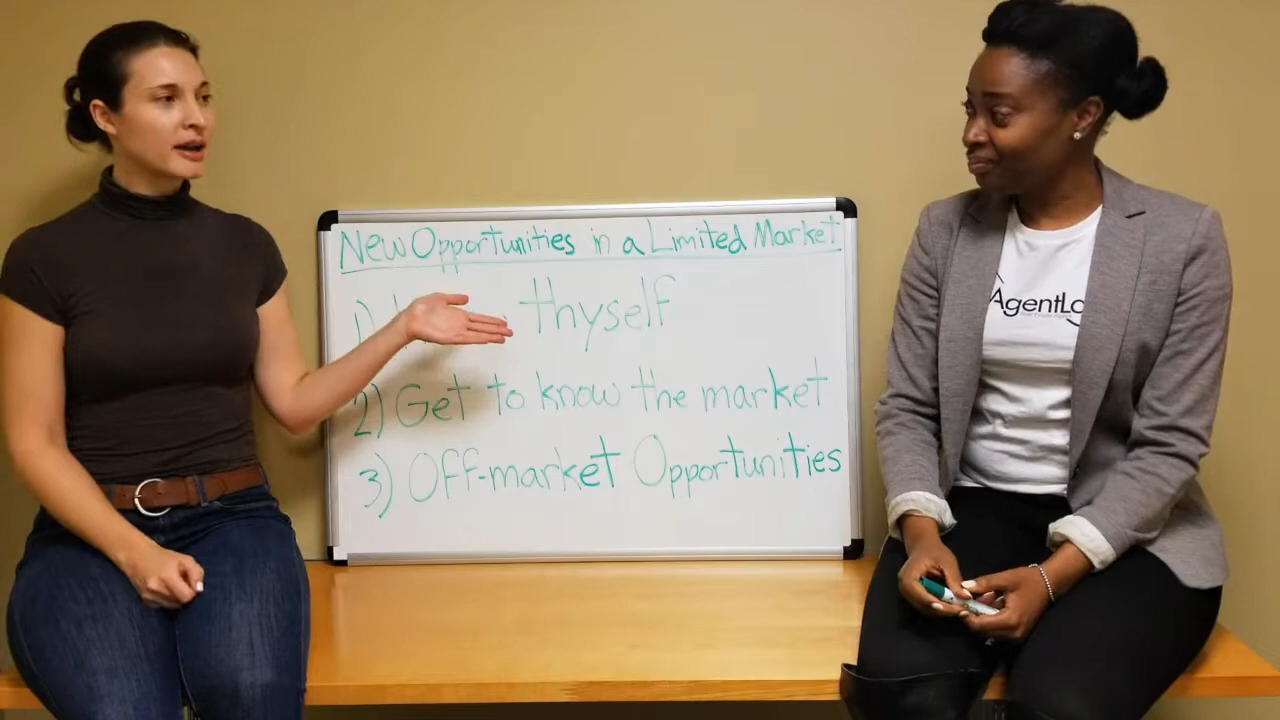 New Opportunities in a Limited Market
1) thyself
2) Get to know the market
3) Off-market Opportunities
AgentLo